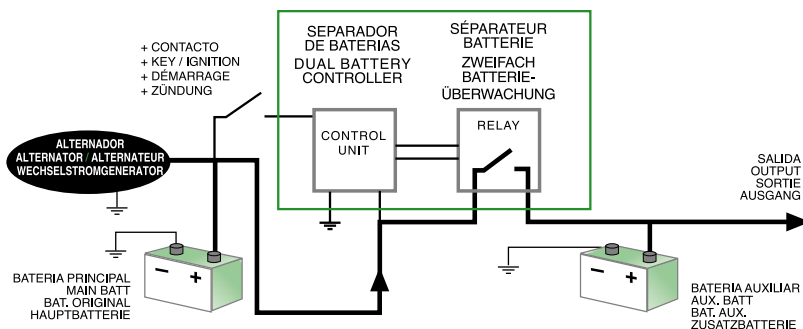 SEPARADOR
DE BATERIAS
DUAL BATTERY
CONTROLLER
SÉPARATEUR
BATTERIE
ZWEIFACH
BATTERIE-
ÜBERWACHUNG
+ CONTACTO
+ KEY / IGNITION
+ DÉMARRAGE
+ ZÜNDUNG
CONTROL
UNIT
RELAY
ALTERNADOR
ALTERNATOR / ALTERNATEUR
WECHSELSTROMGENERATOR
SALIDA
OUTPUT
SORTIE
AUSGANG
BATERIA PRINCIPAL
MAIN BATT
BAT. ORIGINAL
HAUPTBATTERIE
− +
− +
BATERIA AUXILIAR
AUX. BATT
BAT. AUX.
ZUSATZBATTERIE